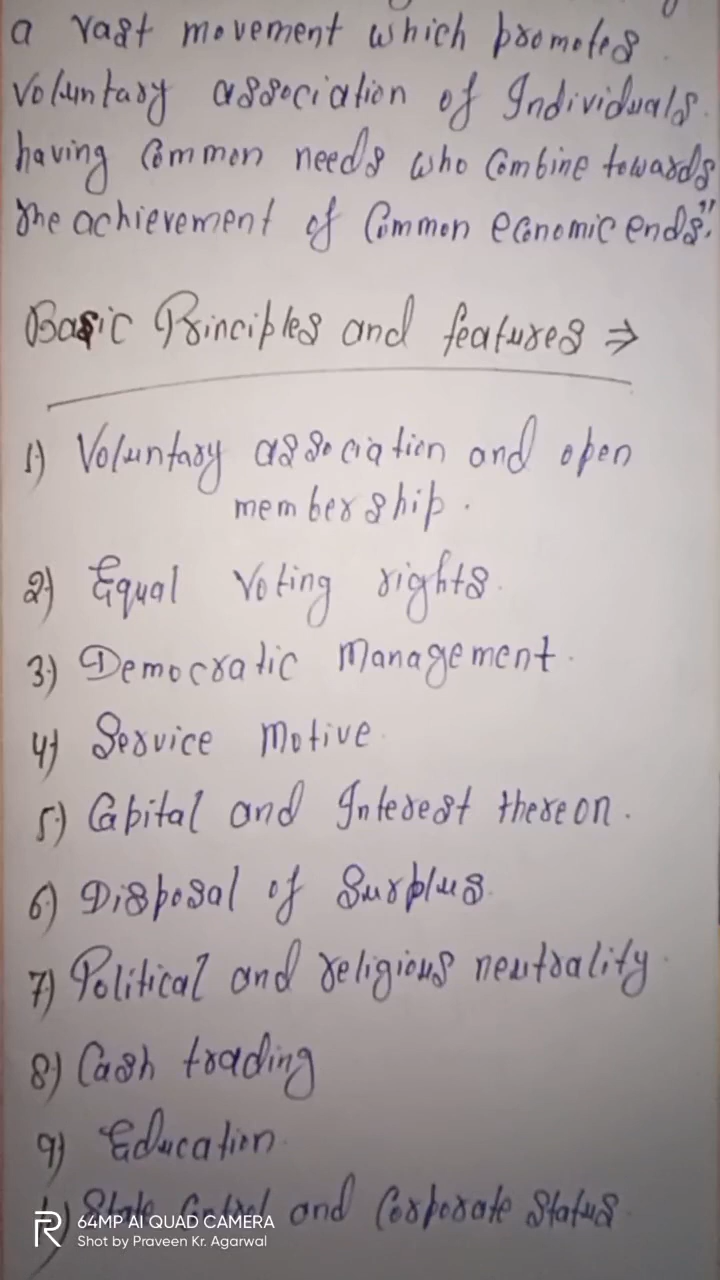 a vast movement which promotes
Voluntary association of Individuals
having Common needs who Combine towards
the achievement of Common economic ends".
Basic Principles and features ⇒
1) Voluntary association and open
membership.
2) Equal Voting rights.
3) Democratic Management.
4) Service Motive.
5) Capital and Interest thereon.
6) Disposal of Surplus.
7) Political and religious neutrality.
8) Cash trading
9) Education.
State Control and Corporate Status.
64MP AI QUAD CAMERA
Shot by Praveen Kr. Agarwal